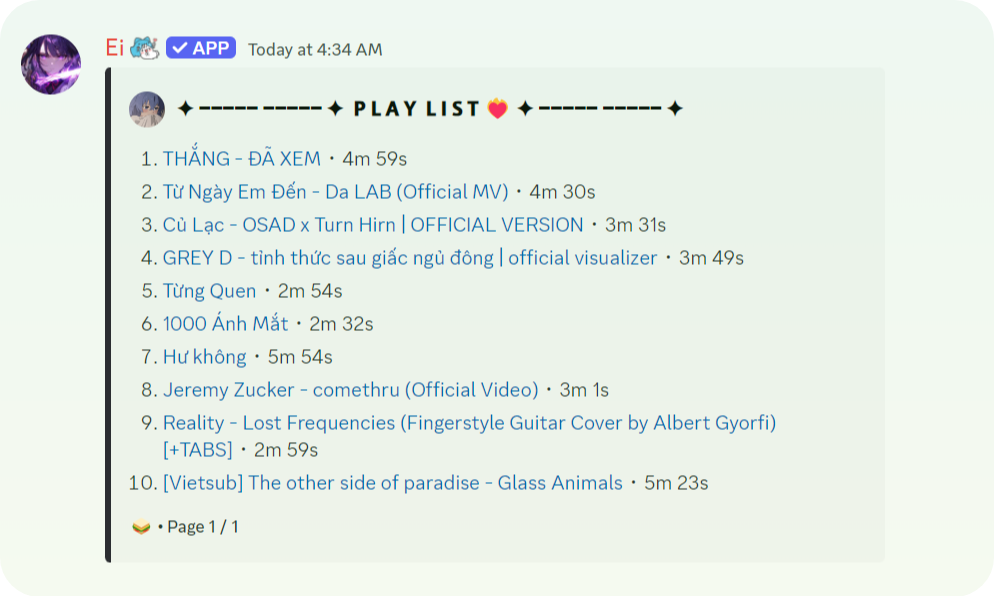 Ei ✓ APP Today at 4:34 AM
✦ ----- ----- ✦ PLAY LIST ❤️ ✦ ----- ----- ✦
1. THẮNG - ĐÃ XEM • 4m 59s
2. Từ Ngày Em Đến - Da LAB (Official MV) • 4m 30s
3. Củ Lạc - OSAD x Turn Hirn | OFFICIAL VERSION • 3m 31s
4. GREY D - tỉnh thức sau giấc ngủ đông | official visualizer • 3m 49s
5. Từng Quen • 2m 54s
6. 1000 Ánh Mắt • 2m 32s
7. Hư không • 5m 54s
8. Jeremy Zucker - comethru (Official Video) • 3m 1s
9. Reality - Lost Frequencies (Fingerstyle Guitar Cover by Albert Gyorfi)
[+TABS] • 2m 59s
10. [Vietsub] The other side of paradise - Glass Animals • 5m 23s
• Page 1 / 1